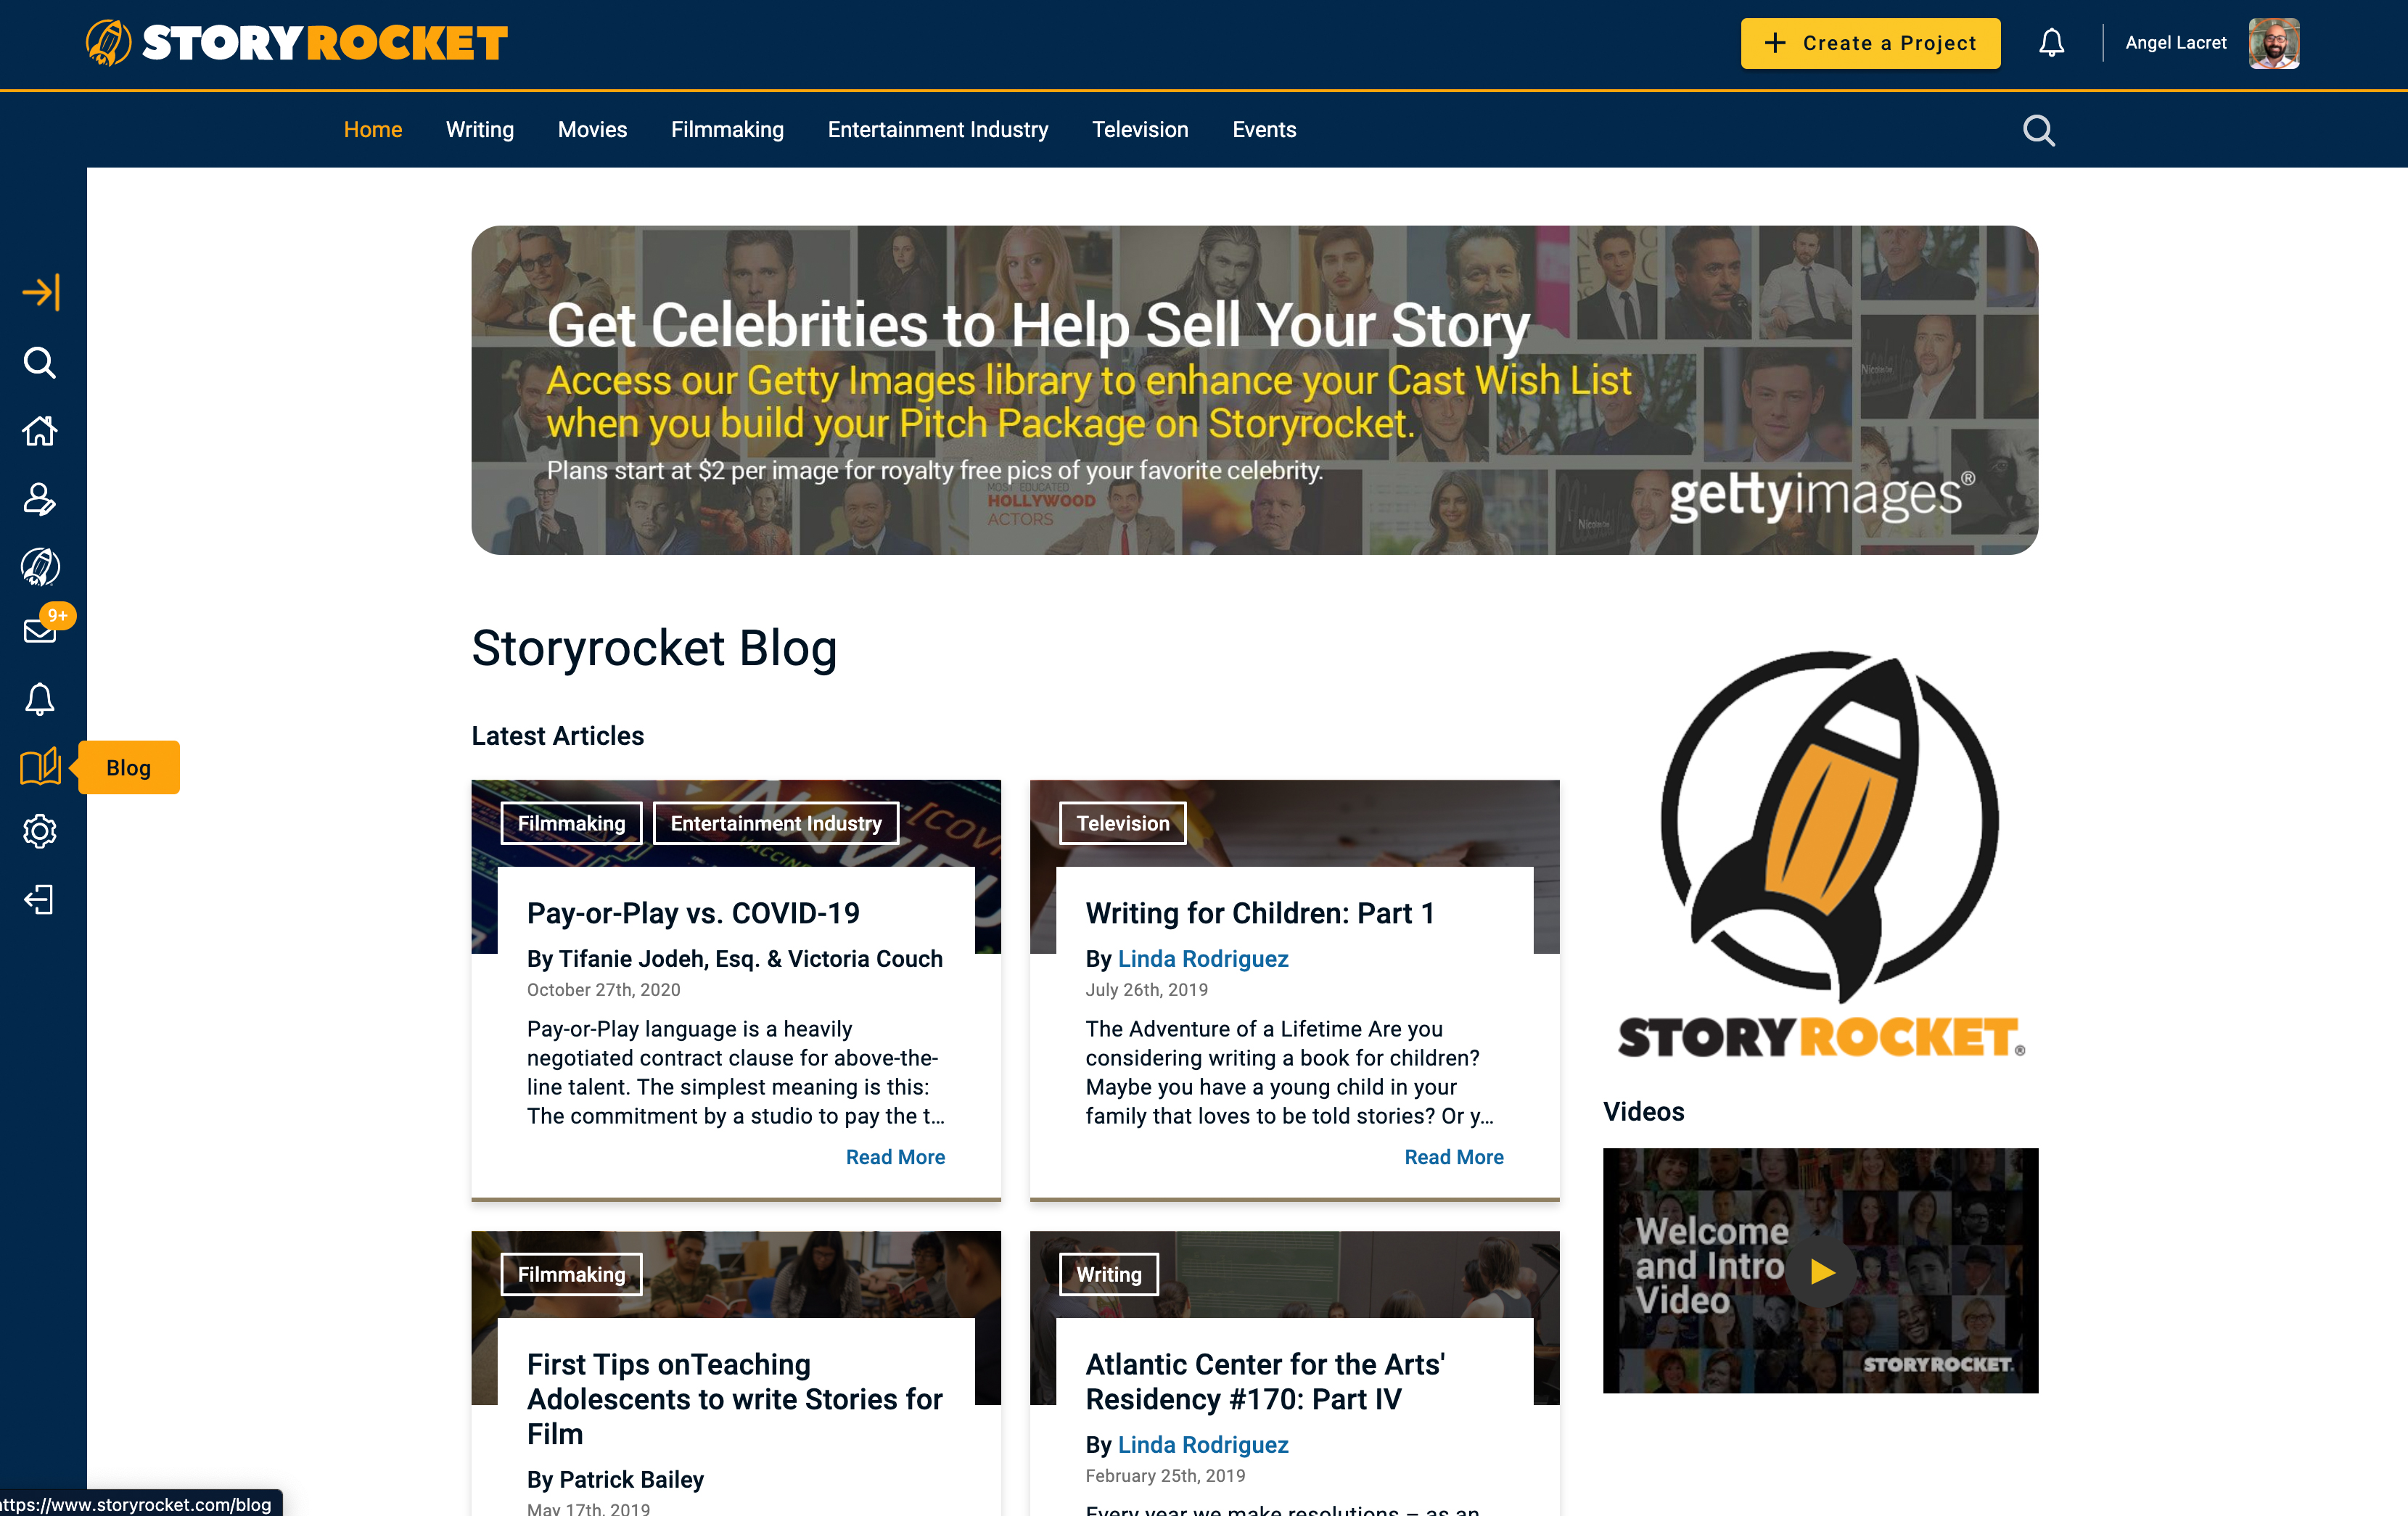 STORYROCKET
+ Create a Project
Angel Lacret
Home
Writing
Movies
Filmmaking
Entertainment Industry
Television
Events
Get Celebrities to Help Sell Your Story
Access our Getty Images library to enhance your Cast Wish List
when you build your Pitch Package on Storyrocket.
Plans start at $2 per image for royalty free pics of your favorite celebrity.
MOST EDUCATED
HOLLYWOOD
ACTORS
gettyimages®
9+
Blog
Storyrocket Blog
Latest Articles
Filmmaking
Entertainment Industry
Pay-or-Play vs. COVID-19
By Tifanie Jodeh, Esq. & Victoria Couch
October 27th, 2020
Pay-or-Play language is a heavily
negotiated contract clause for above-the-
line talent. The simplest meaning is this:
The commitment by a studio to pay the t...
Read More
Television
Writing for Children: Part 1
By Linda Rodriguez
July 26th, 2019
The Adventure of a Lifetime Are you
considering writing a book for children?
Maybe you have a young child in your
family that loves to be told stories? Or y...
Read More
STORYROCKET®
Videos
Welcome
and Intro
Video
STORYROCKET
Filmmaking
First Tips onTeaching
Adolescents to write Stories for
Film
By Patrick Bailey
May 17th, 2019
Writing
Atlantic Center for the Arts'
Residency #170: Part IV
By Linda Rodriguez
February 25th, 2019
Every year we make resolutions – as an
ttps://www.storyrocket.com/blog